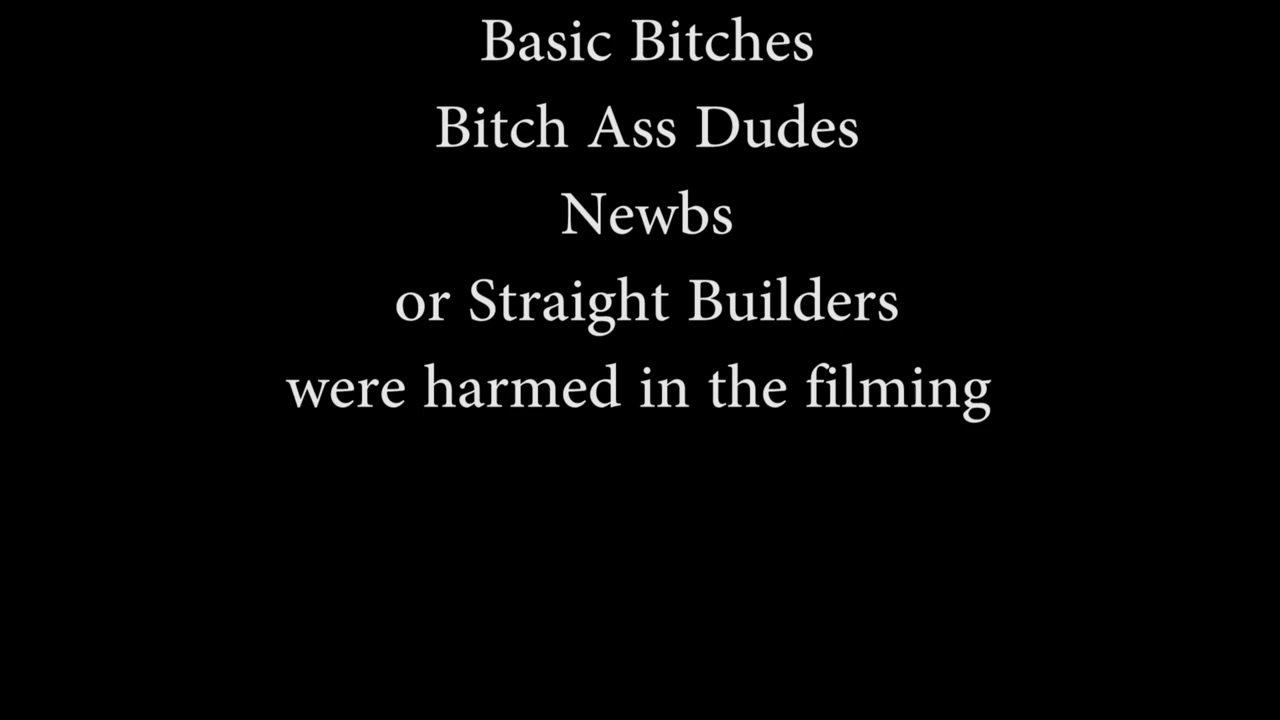 Basic Bitches
Bitch Ass Dudes
Newbs
or Straight Builders
were harmed in the filming